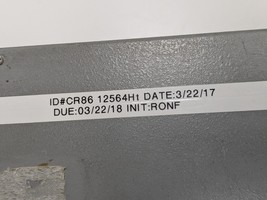 ID#CR86 12564H1 DATE:3/22/17
DUE:03/22/18 INIT:RONF